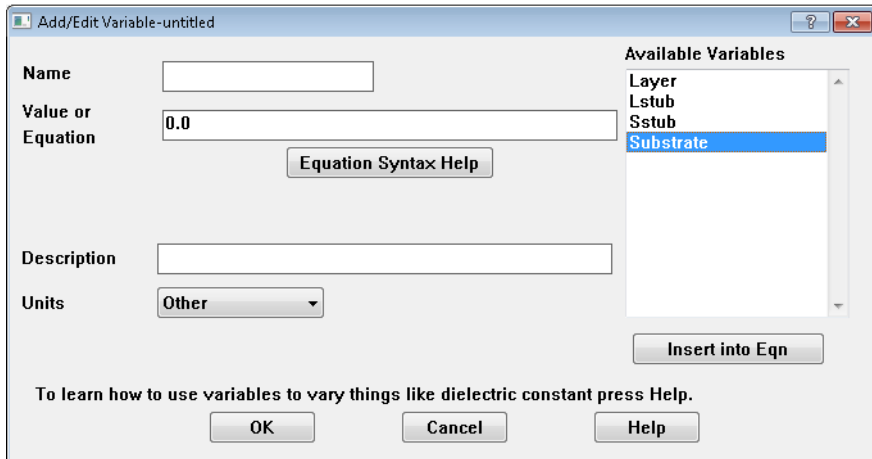 Add/Edit Variable-untitled
Available Variables
Name
Layer
Lstub
Sstub
Substrate
Value or
Equation
0.0
Equation Syntax Help
Description
Units
Other
Insert into Eqn
To learn how to use variables to vary things like dielectric constant press Help.
OK
Cancel
Help